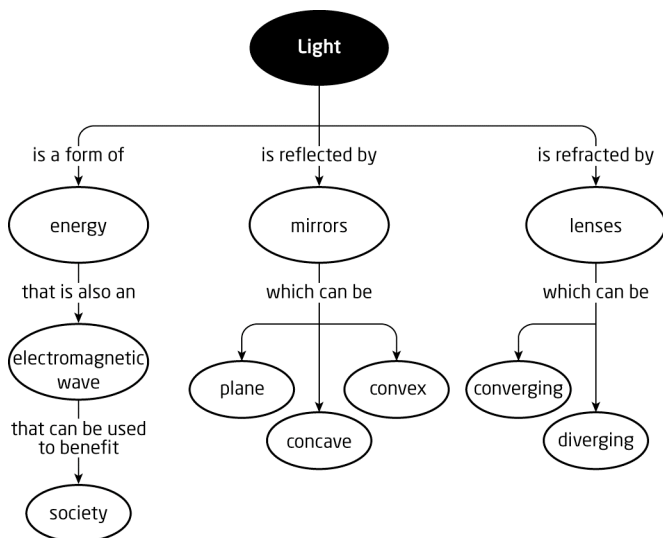 Light
is a form of
is reflected by
is refracted by
energy
mirrors
lenses
that is also an
which can be
which can be
electromagnetic
wave
plane
convex
converging
concave
diverging
that can be used
to benefit
society